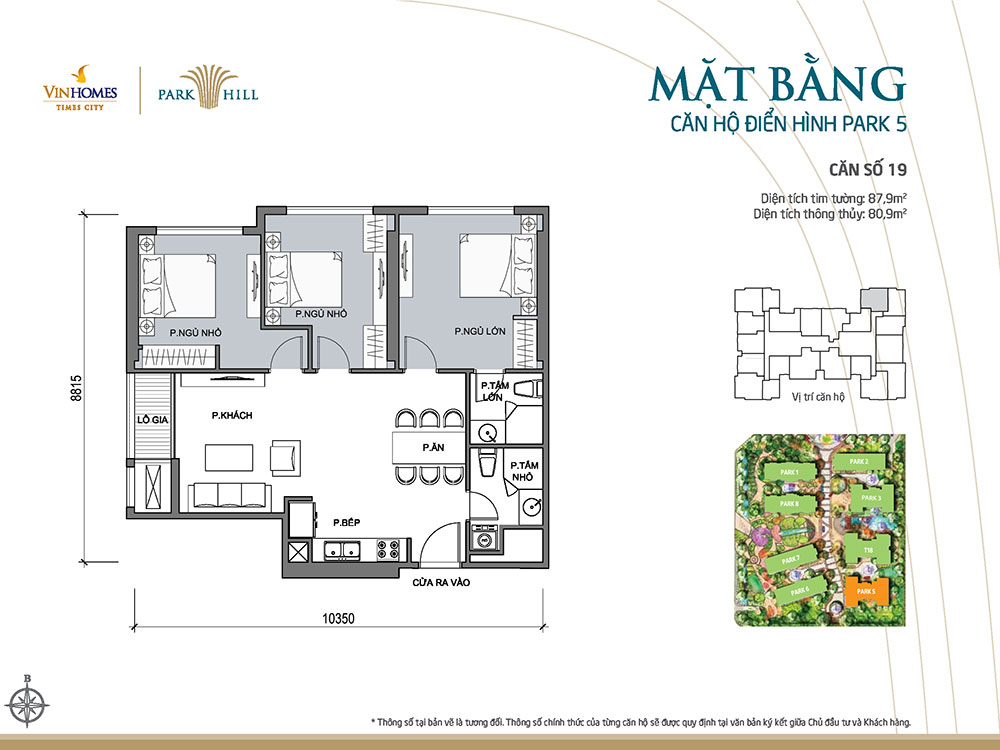 VINHOMES
TIMES CITY
PARK HILL
MẶT BẰNG
CĂN HỘ ĐIỂN HÌNH PARK 5
CĂN SỐ 19
Diện tích tim tường: 87,9m²
Diện tích thông thủy: 80,9m²
P.NGỦ NHỎ
P.NGỦ NHỎ
P.NGỦ LỚN
8815
LÔ GIA
P.KHÁCH
P.TẮM
LỚN
P.ĂN
P.TẮM
NHỎ
P.BẾP
CỬA RA VÀO
10350
Vị trí căn hộ
PARK 1
PARK 2
PARK 8
PARK 3
T18
PARK 7
PARK 6
PARK 5
B
* Thông số tại bản vẽ là tương đối. Thông số chính thức của từng căn hộ sẽ được quy định tại văn bản ký kết giữa Chủ đầu tư và Khách hàng.